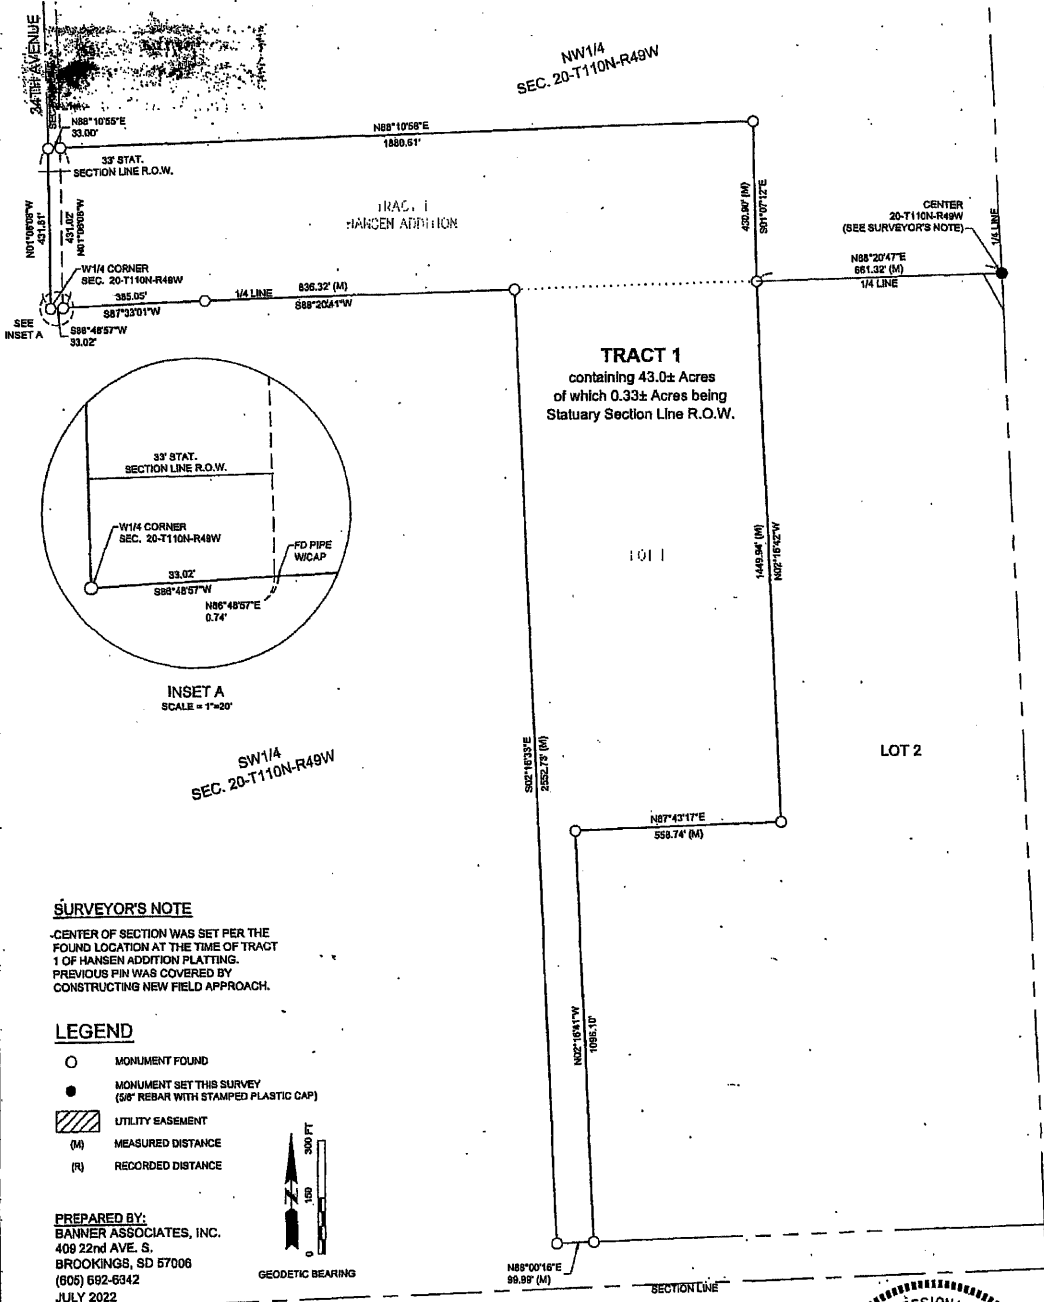 24TH AVENUE
NW1/4
SEC. 20-T110N-R49W
N88°10'55"E
33.00'
N88°10'56"E
1880.61'
33' STAT.
SECTION LINE R.O.W.
N01°06'08"W
431.61'
431.02'
N01°06'08"W
TRACT 1
HANSEN ADDITION
430.90' (M)
S01°07'12"E
CENTER
20-T110N-R49W
(SEE SURVEYOR'S NOTE)
1/4 LINE
N88°20'47"E
661.32' (M)
1/4 LINE
W1/4 CORNER
SEC. 20-T110N-R49W
385.05'
S87°33'01"W
1/4 LINE
836.32' (M)
S88°20'41"W
SEE
INSET A
S86°48'57"W
33.02'
TRACT 1
containing 43.0± Acres
of which 0.33± Acres being
Statuary Section Line R.O.W.
33' STAT.
SECTION LINE R.O.W.
W1/4 CORNER
SEC. 20-T110N-R49W
FD PIPE
W/CAP
33.02'
S86°48'57"W
N86°48'57"E
0.74'
LOT 1
1449.94' (M)
N02°16'42"W
INSET A
SCALE = 1"=20'
SW1/4
SEC. 20-T110N-R49W
S02°16'33"E
2552.73' (M)
LOT 2
N87°43'17"E
558.74' (M)
SURVEYOR'S NOTE
-CENTER OF SECTION WAS SET PER THE
FOUND LOCATION AT THE TIME OF TRACT
1 OF HANSEN ADDITION PLATTING.
PREVIOUS PIN WAS COVERED BY
CONSTRUCTING NEW FIELD APPROACH.
N02°16'41"W
1096.10'
LEGEND
MONUMENT FOUND
MONUMENT SET THIS SURVEY
(5/8" REBAR WITH STAMPED PLASTIC CAP)
UTILITY EASEMENT
(M) MEASURED DISTANCE
(R) RECORDED DISTANCE
N
0 150 300 FT
GEODETIC BEARING
PREPARED BY:
BANNER ASSOCIATES, INC.
409 22nd AVE. S.
BROOKINGS, SD 57006
(605) 692-6342
JULY 2022
N88°00'16"E
99.99' (M)
SECTION LINE